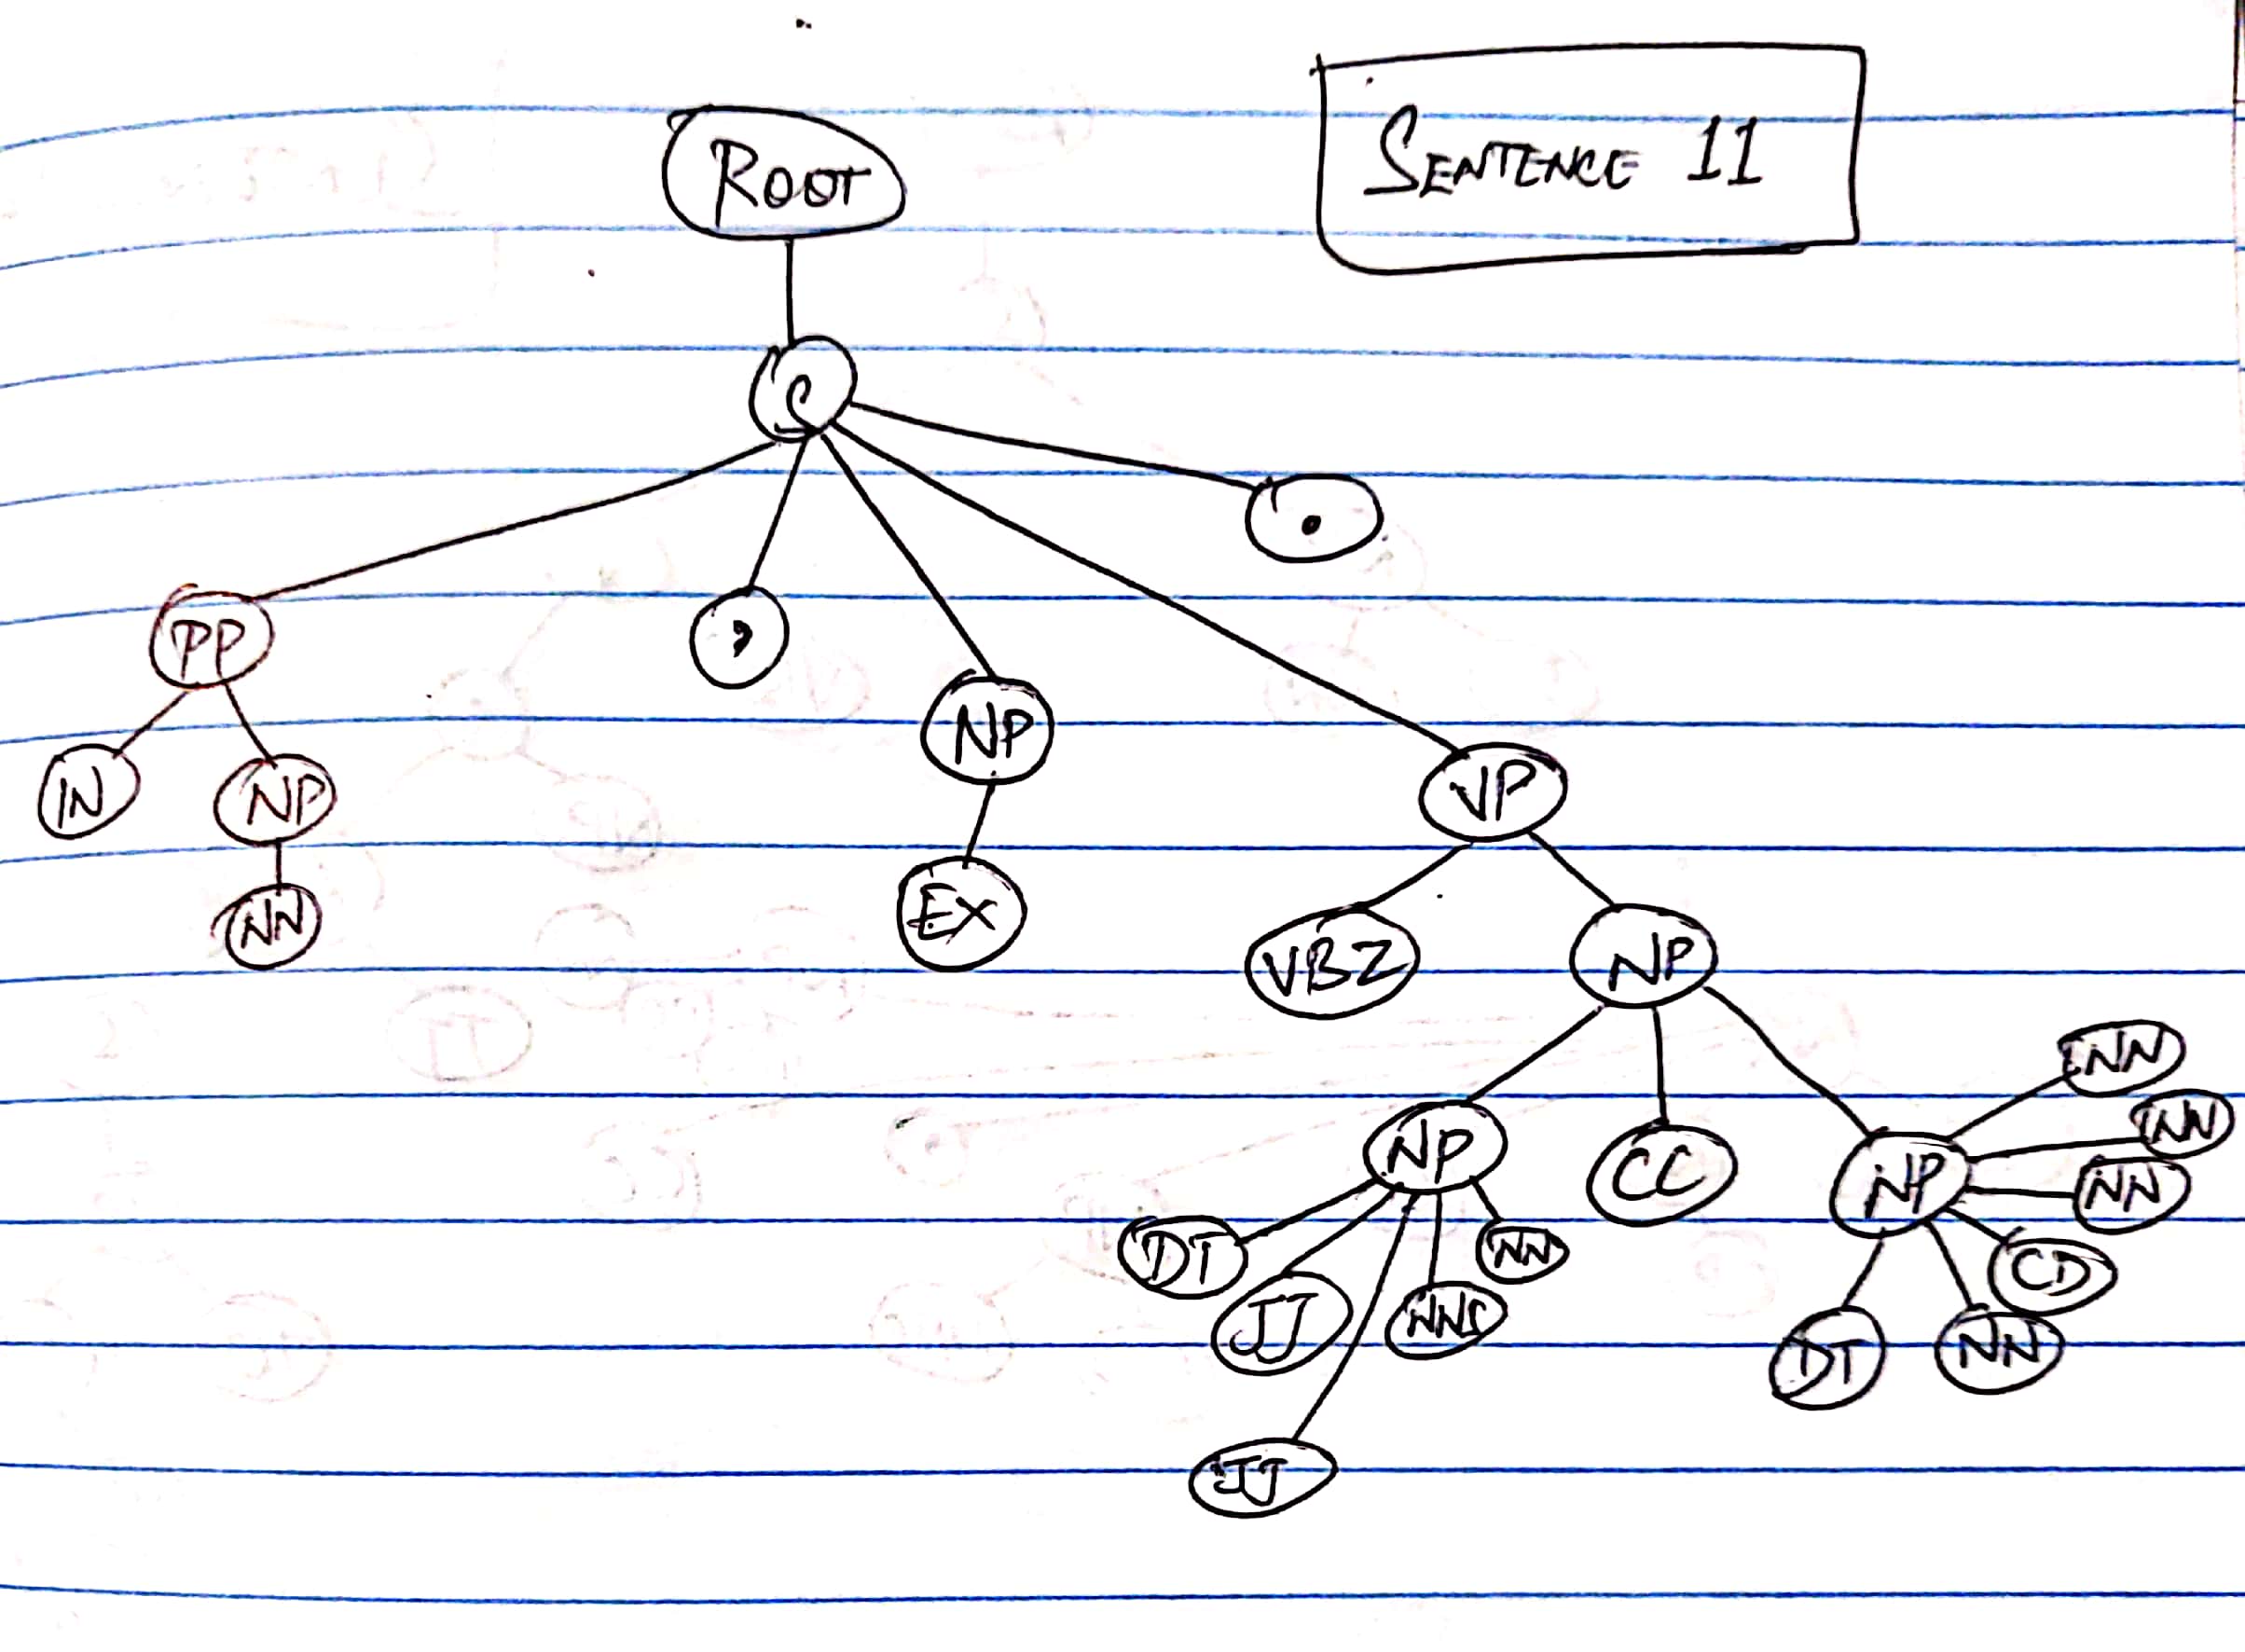 SENTENCE 11
ROOT
S
.
PP
,
NP
VP
IN NP
NN
EX
VBZ NP
NP CC NP
NN
NN
NN
DT JJ JJ NNS NN
DT NN CD